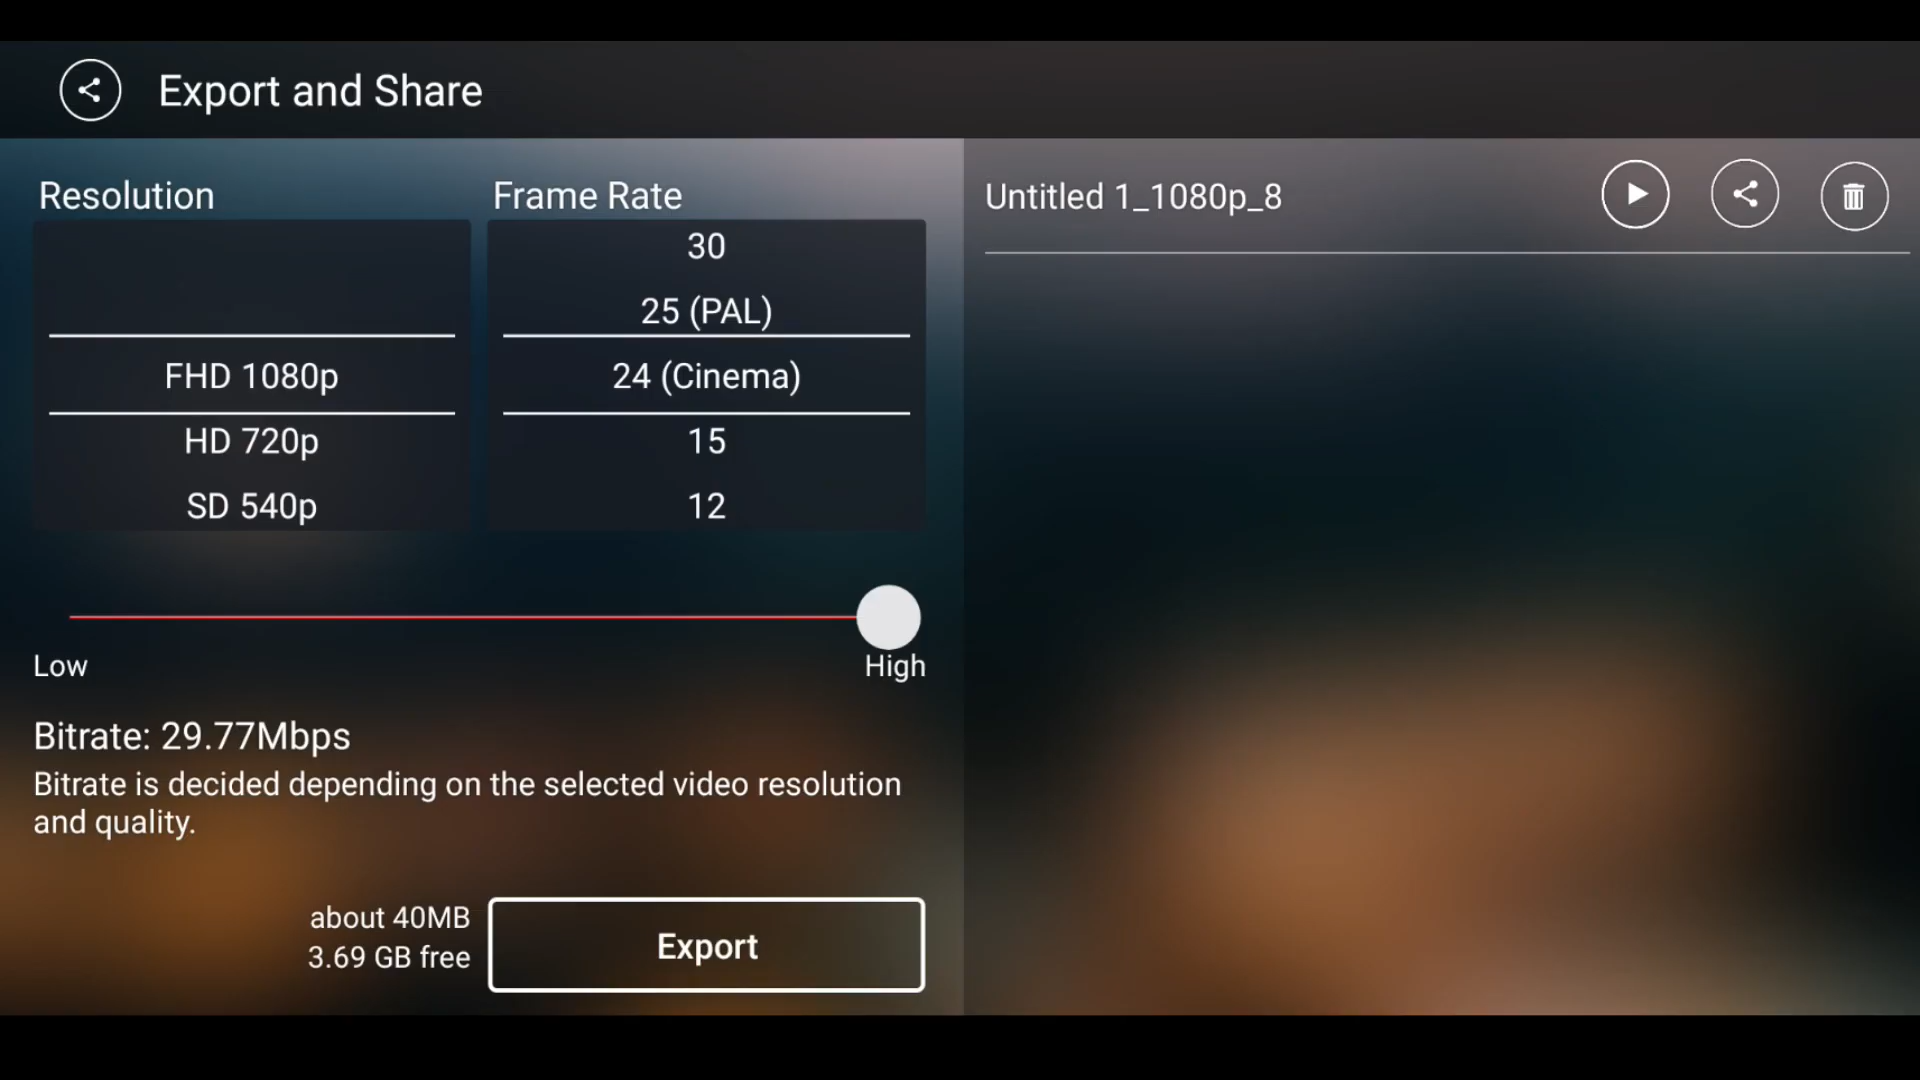 Export and Share
Resolution
Frame Rate
30
25 (PAL)
FHD 1080p
24 (Cinema)
HD 720p
15
SD 540p
12
Low
High
Bitrate: 29.77Mbps
Bitrate is decided depending on the selected video resolution
and quality.
about 40MB
3.69 GB free
Export
Untitled 1_1080p_8